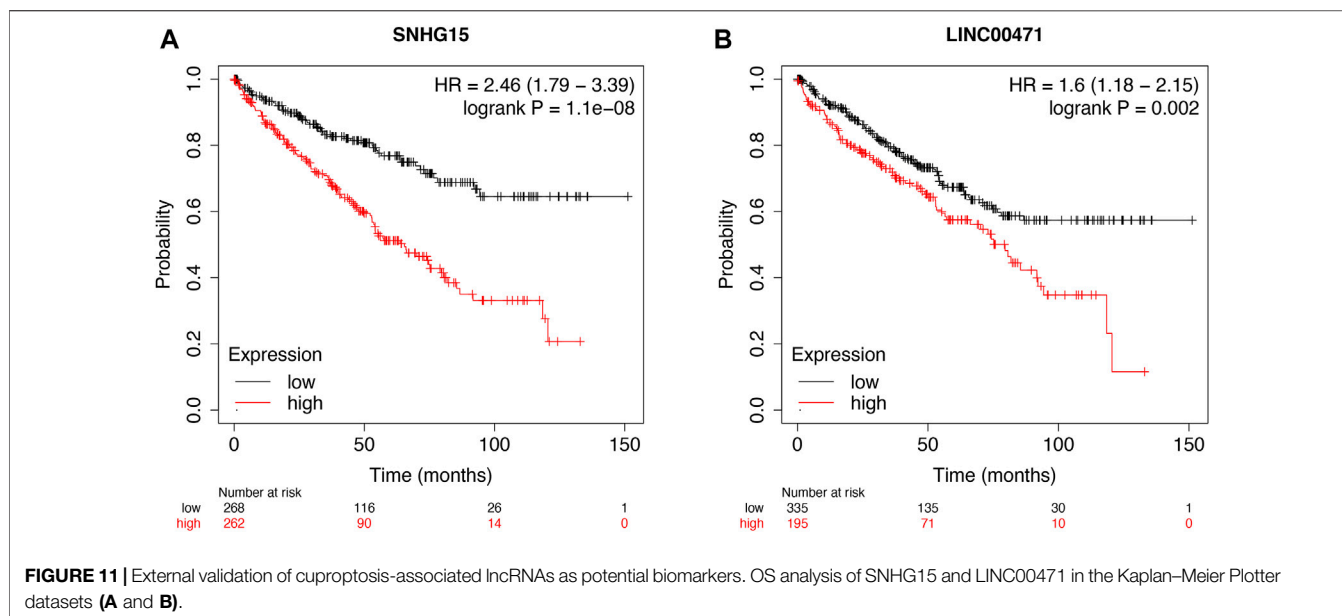 A
SNHG15
HR = 2.46 (1.79 − 3.39)
logrank P = 1.1e−08
Probability
1.0
0.8
0.6
0.4
0.2
0.0
Expression
low
high
0
50
100
150
Time (months)
Number at risk
low 268 116 26 1
high 262 90 14 0
B
LINC00471
HR = 1.6 (1.18 − 2.15)
logrank P = 0.002
Probability
1.0
0.8
0.6
0.4
0.2
0.0
Expression
low
high
0
50
100
150
Time (months)
Number at risk
low 335 135 30 1
high 195 71 10 0
FIGURE 11 | External validation of cuproptosis-associated lncRNAs as potential biomarkers. OS analysis of SNHG15 and LINC00471 in the Kaplan–Meier Plotter
datasets (A and B).